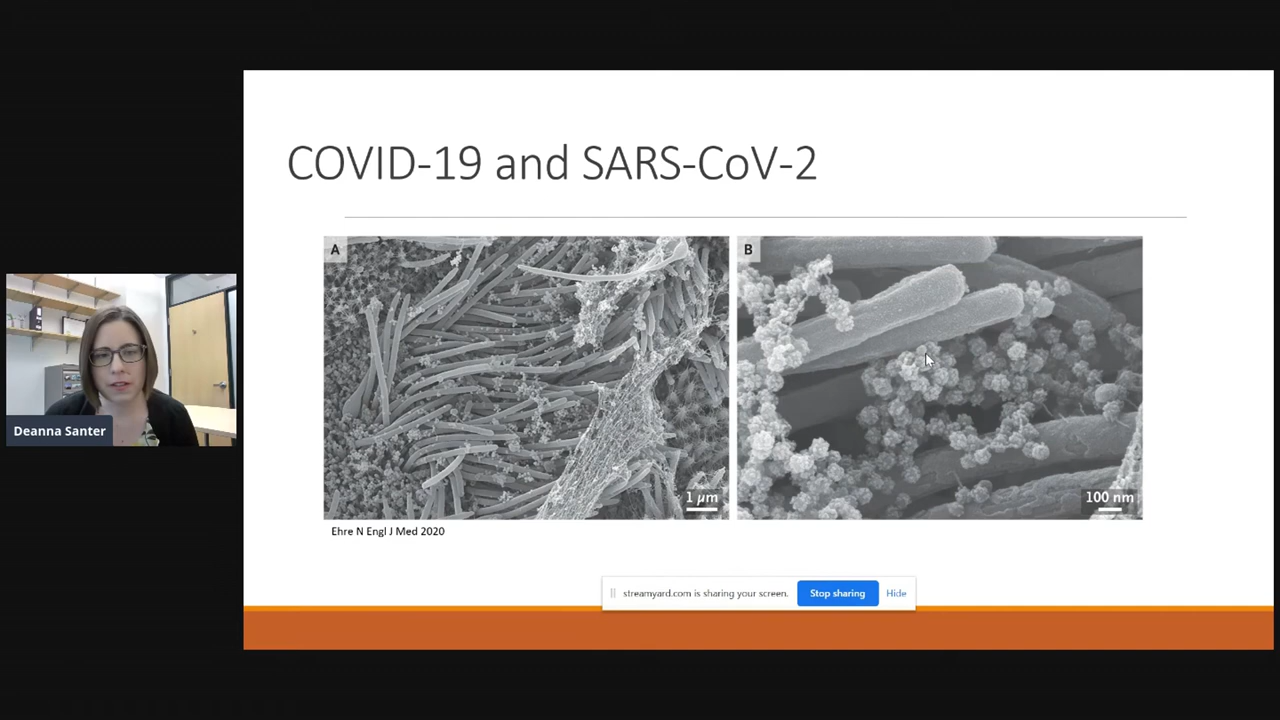 COVID-19 and SARS-CoV-2
A
B
1 µm
100 nm
Deanna Santer
Ehre N Engl J Med 2020
streamyard.com is sharing your screen.
Stop sharing
Hide